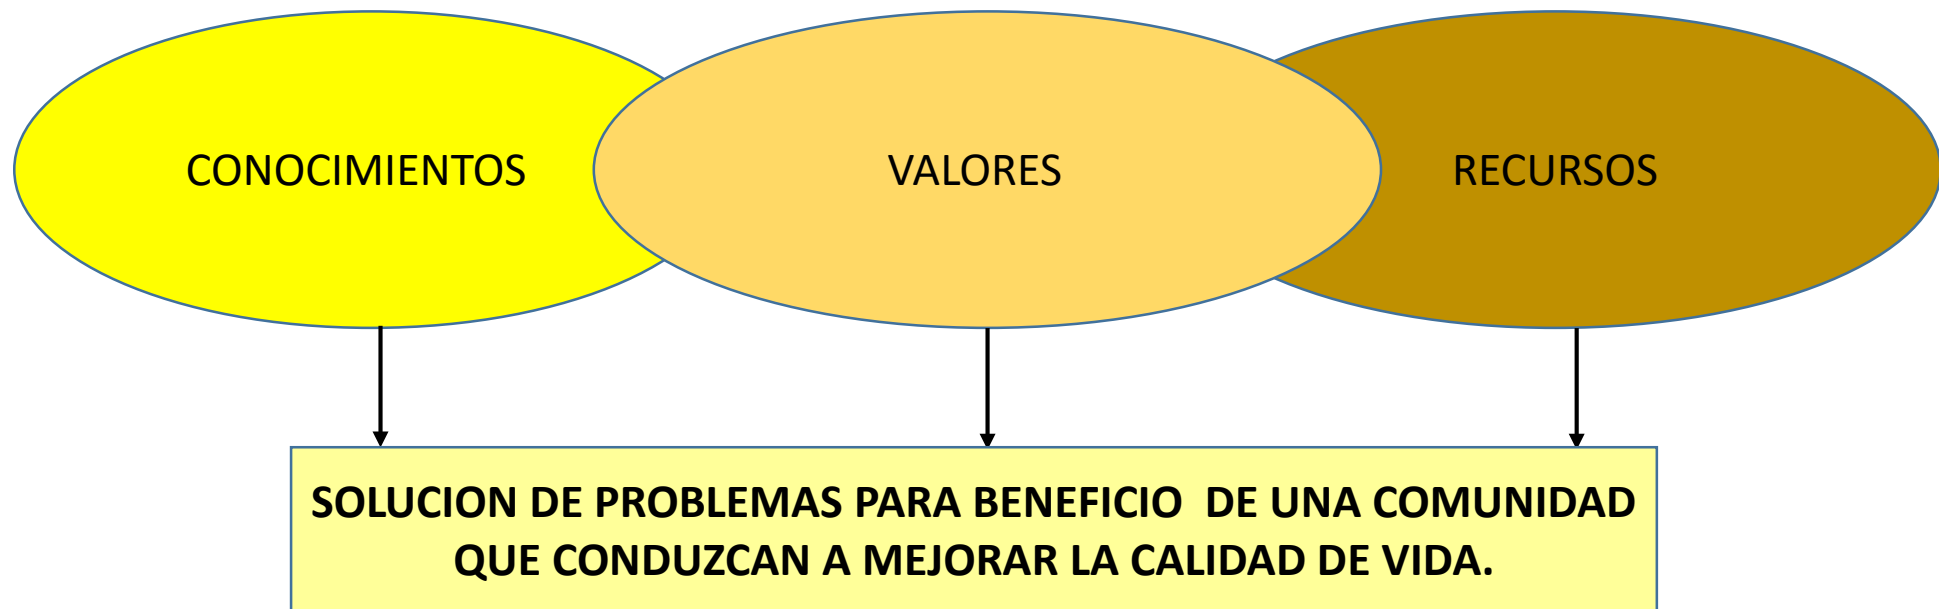 CONOCIMIENTOS
VALORES
RECURSOS
SOLUCION DE PROBLEMAS PARA BENEFICIO  DE UNA COMUNIDAD
QUE CONDUZCAN A MEJORAR LA CALIDAD DE VIDA.